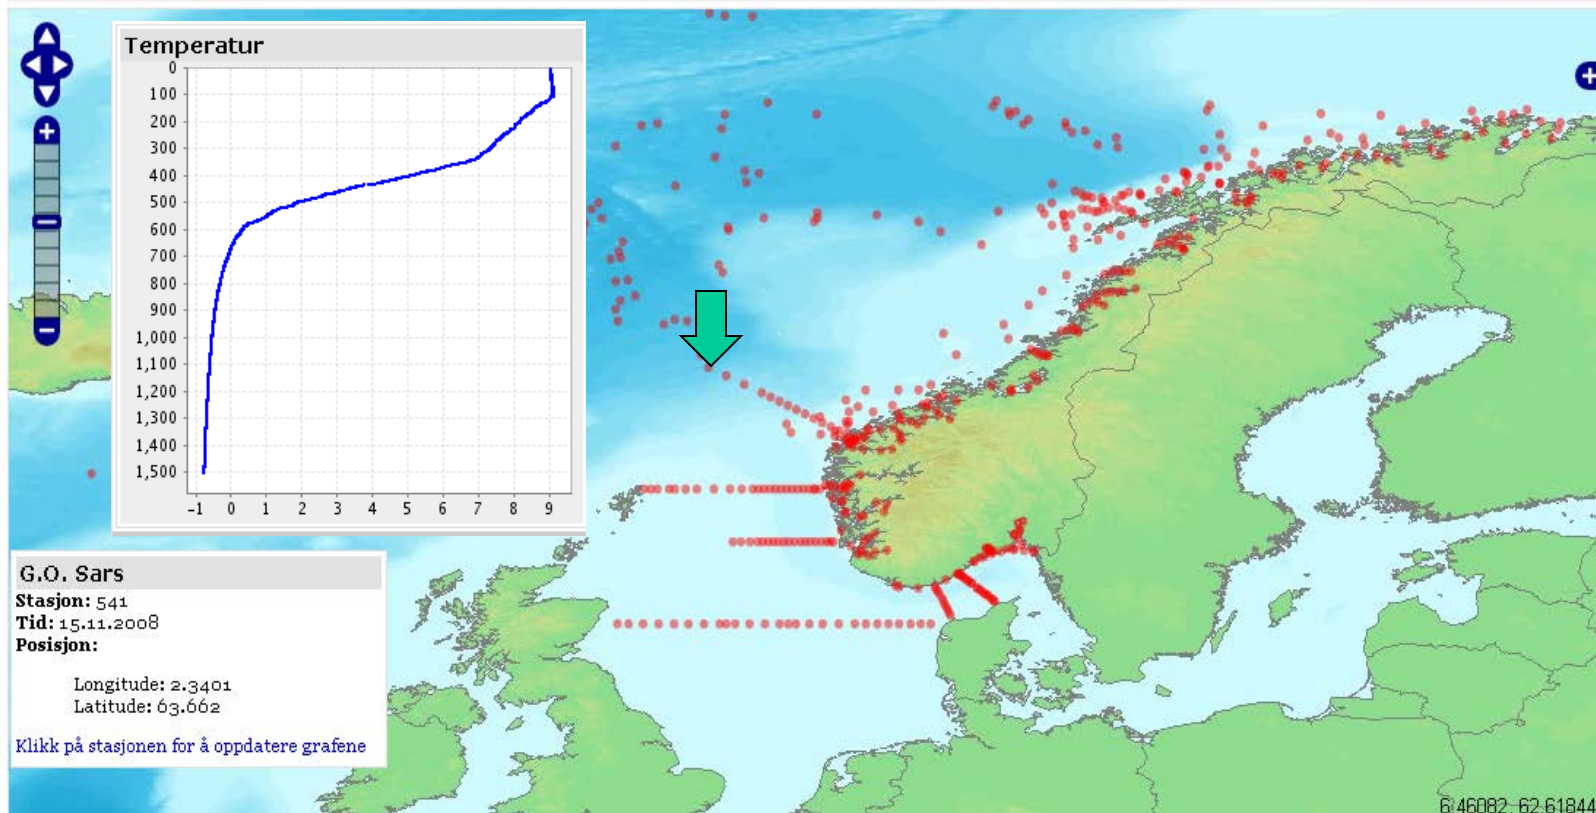 Temperatur
0
100
200
300
400
500
600
700
800
900
1,000
1,100
1,200
1,300
1,400
1,500
-1 0 1 2 3 4 5 6 7 8 9
G.O. Sars
Stasjon: 541
Tid: 15.11.2008
Posisjon:
Longitude: 2.3401
Latitude: 63.662
Klikk på stasjonen for å oppdatere grafene
6.46082, 62.61844